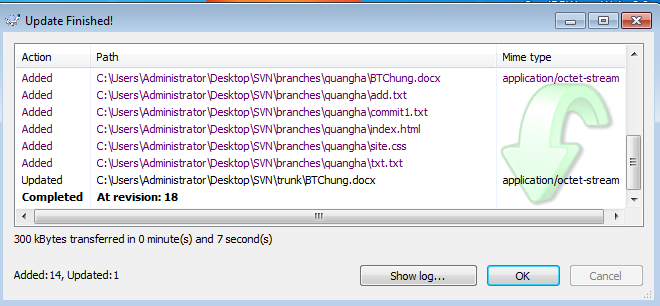 Update Finished!
Action Path Mime type
Added C:\Users\Administrator\Desktop\SVN\branches\quangha\BTChung.docx application/octet-stream
Added C:\Users\Administrator\Desktop\SVN\branches\quangha\add.txt
Added C:\Users\Administrator\Desktop\SVN\branches\quangha\commit1.txt
Added C:\Users\Administrator\Desktop\SVN\branches\quangha\index.html
Added C:\Users\Administrator\Desktop\SVN\branches\quangha\site.css
Added C:\Users\Administrator\Desktop\SVN\branches\quangha\txt.txt
Updated C:\Users\Administrator\Desktop\SVN\trunk\BTChung.docx application/octet-stream
Completed At revision: 18
300 kBytes transferred in 0 minute(s) and 7 second(s)
Added:14, Updated:1 Show log... OK Cancel